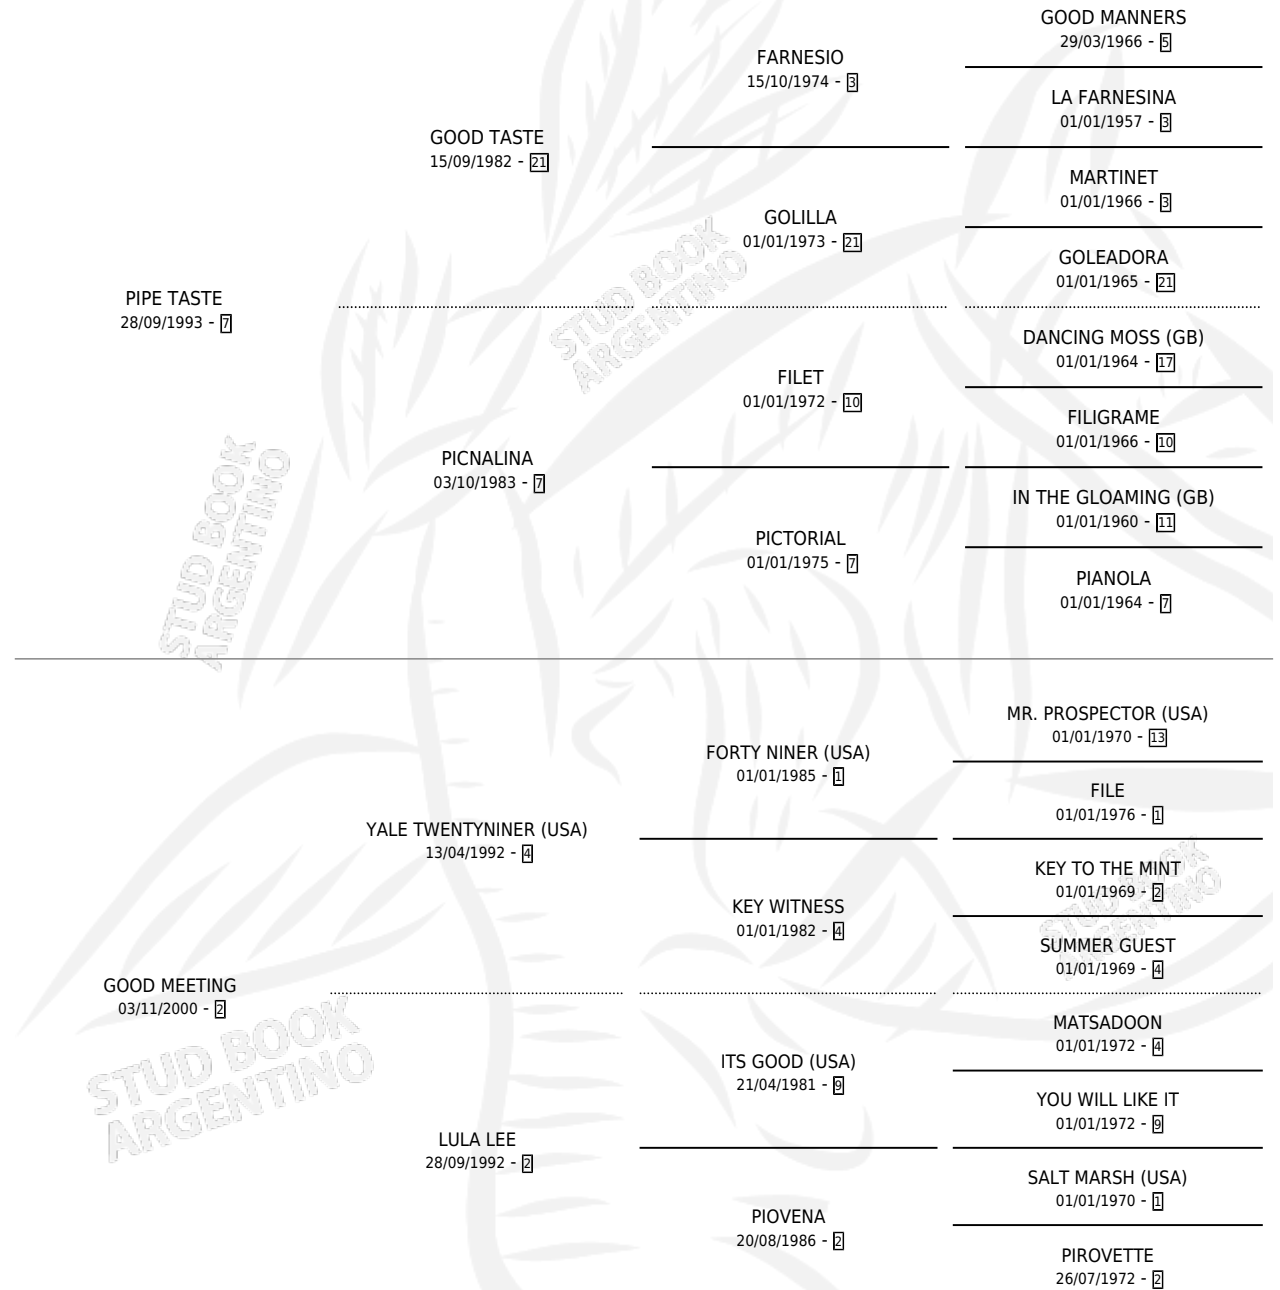 GOOD MANNERS
29/03/1966 - 5
FARNESIO
15/10/1974 - 3
LA FARNESINA
01/01/1957 - 3
GOOD TASTE
15/09/1982 - 21
MARTINET
01/01/1966 - 3
GOLILLA
01/01/1973 - 21
GOLEADORA
01/01/1965 - 21
PIPE TASTE
28/09/1993 - 7
DANCING MOSS (GB)
01/01/1964 - 17
FILET
01/01/1972 - 10
FILIGRAME
01/01/1966 - 10
PICNALINA
03/10/1983 - 7
IN THE GLOAMING (GB)
01/01/1960 - 11
PICTORIAL
01/01/1975 - 7
PIANOLA
01/01/1964 - 7
MR. PROSPECTOR (USA)
01/01/1970 - 13
FORTY NINER (USA)
01/01/1985 - 1
FILE
01/01/1976 - 1
YALE TWENTYNINER (USA)
13/04/1992 - 4
KEY TO THE MINT
01/01/1969 - 2
KEY WITNESS
01/01/1982 - 4
SUMMER GUEST
01/01/1969 - 4
GOOD MEETING
03/11/2000 - 2
MATSADOON
01/01/1972 - 4
ITS GOOD (USA)
21/04/1981 - 9
YOU WILL LIKE IT
01/01/1972 - 9
LULA LEE
28/09/1992 - 2
SALT MARSH (USA)
01/01/1970 - 1
PIOVENA
20/08/1986 - 2
PIROVETTE
26/07/1972 - 2
STUD BOOK
ARGENTINO
STUD BOOK
ARGENTINO
STUD BOOK
ARGENTINO
STUD BOOK
ARGENTINO